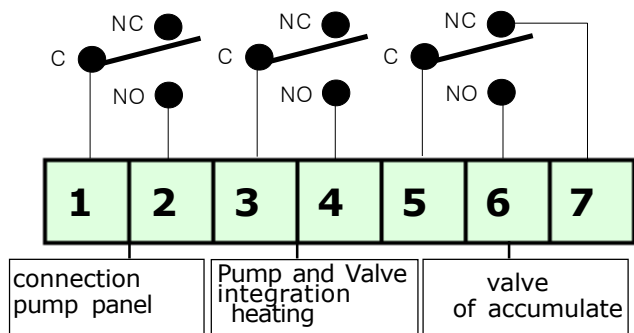 NC NC NC
C C C
NO NO NO
1 2 3 4 5 6 7
connection
pump panel
Pump and Valve
integration
heating
valve
of accumulate